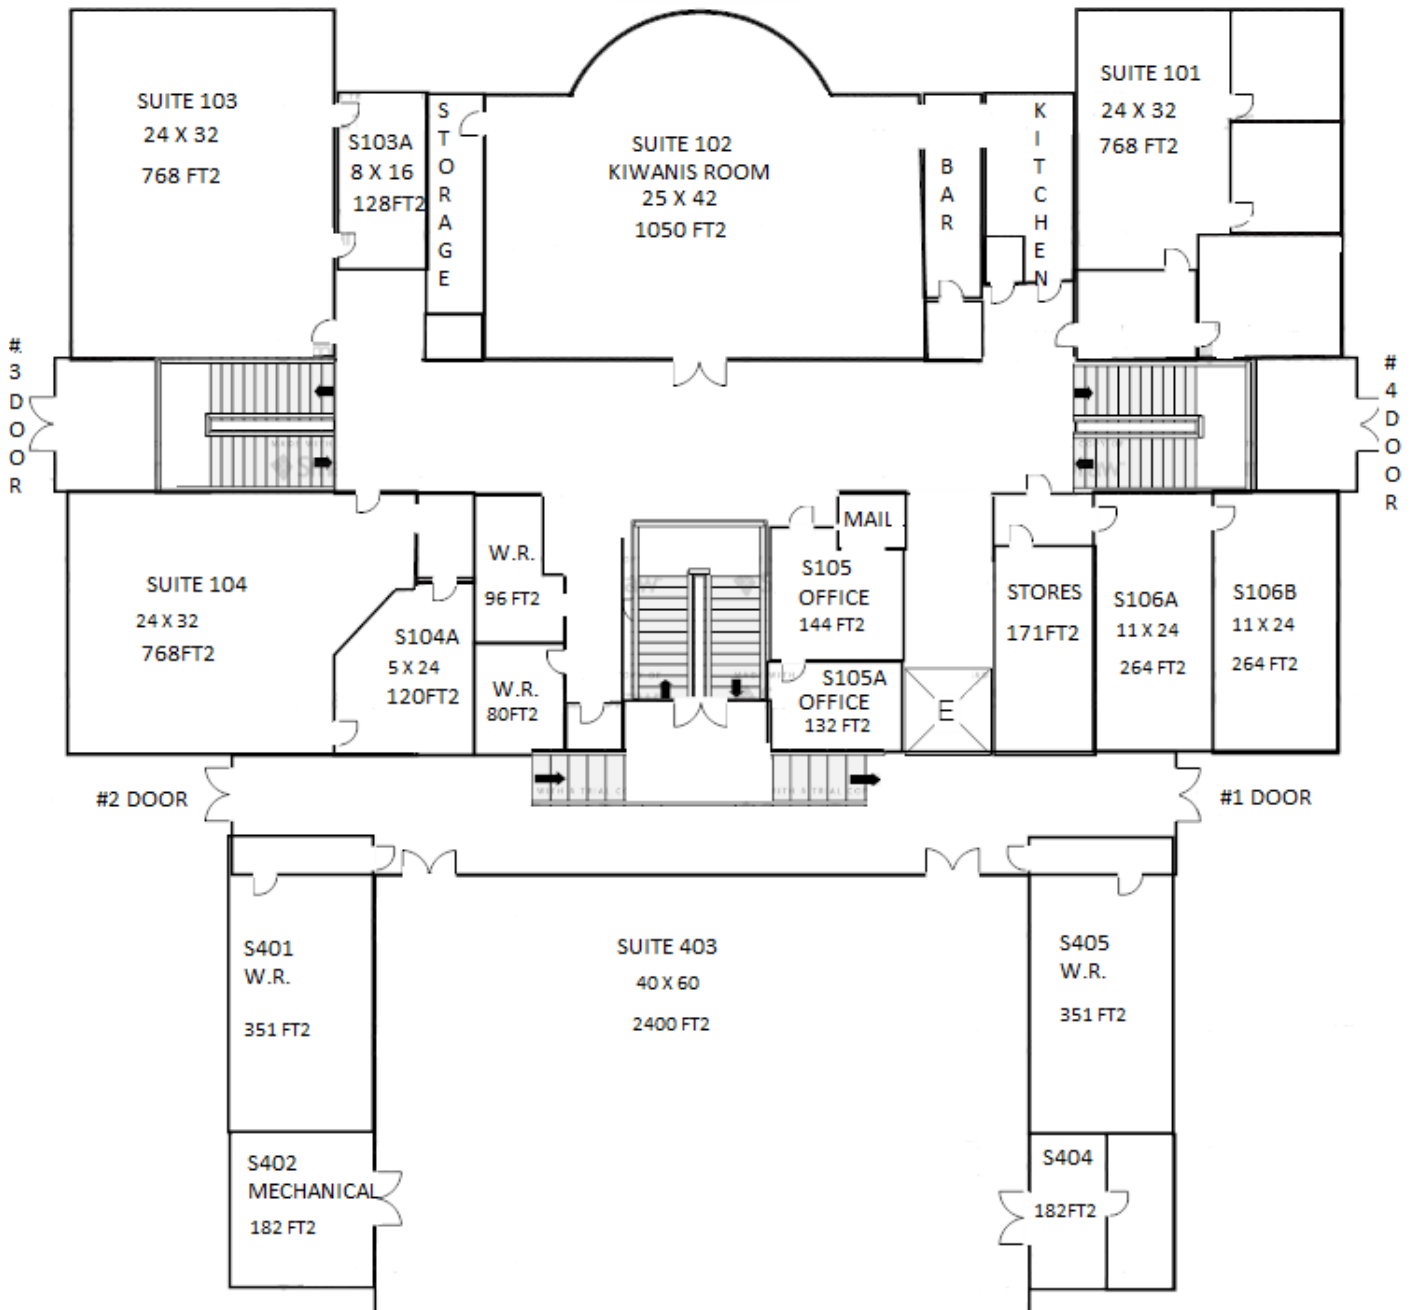 SUITE 103
24 X 32
768 FT2
S103A
8 X 16
128FT2
STORAGE
SUITE 102
KIWANIS ROOM
25 X 42
1050 FT2
BAR
KITCHEN
SUITE 101
24 X 32
768 FT2
#3 DOOR
#4 DOOR
SUITE 104
24 X 32
768FT2
S104A
5 X 24
120FT2
W.R.
96 FT2
W.R.
80FT2
MAIL
S105
OFFICE
144 FT2
S105A
OFFICE
132 FT2
E
STORES
171FT2
S106A
11 X 24
264 FT2
S106B
11 X 24
264 FT2
#2 DOOR
#1 DOOR
S401
W.R.
351 FT2
SUITE 403
40 X 60
2400 FT2
S405
W.R.
351 FT2
S402
MECHANICAL
182 FT2
S404
182FT2